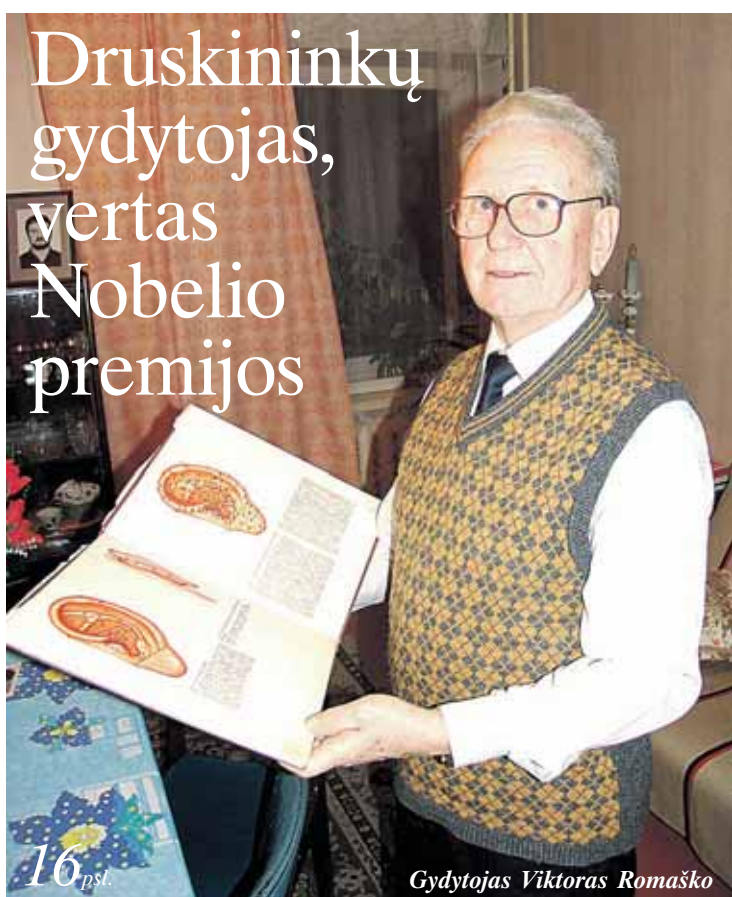 Druskininkų
gydytojas,
vertas
Nobelio
premijos
16psl.
Gydytojas Viktoras Romaško